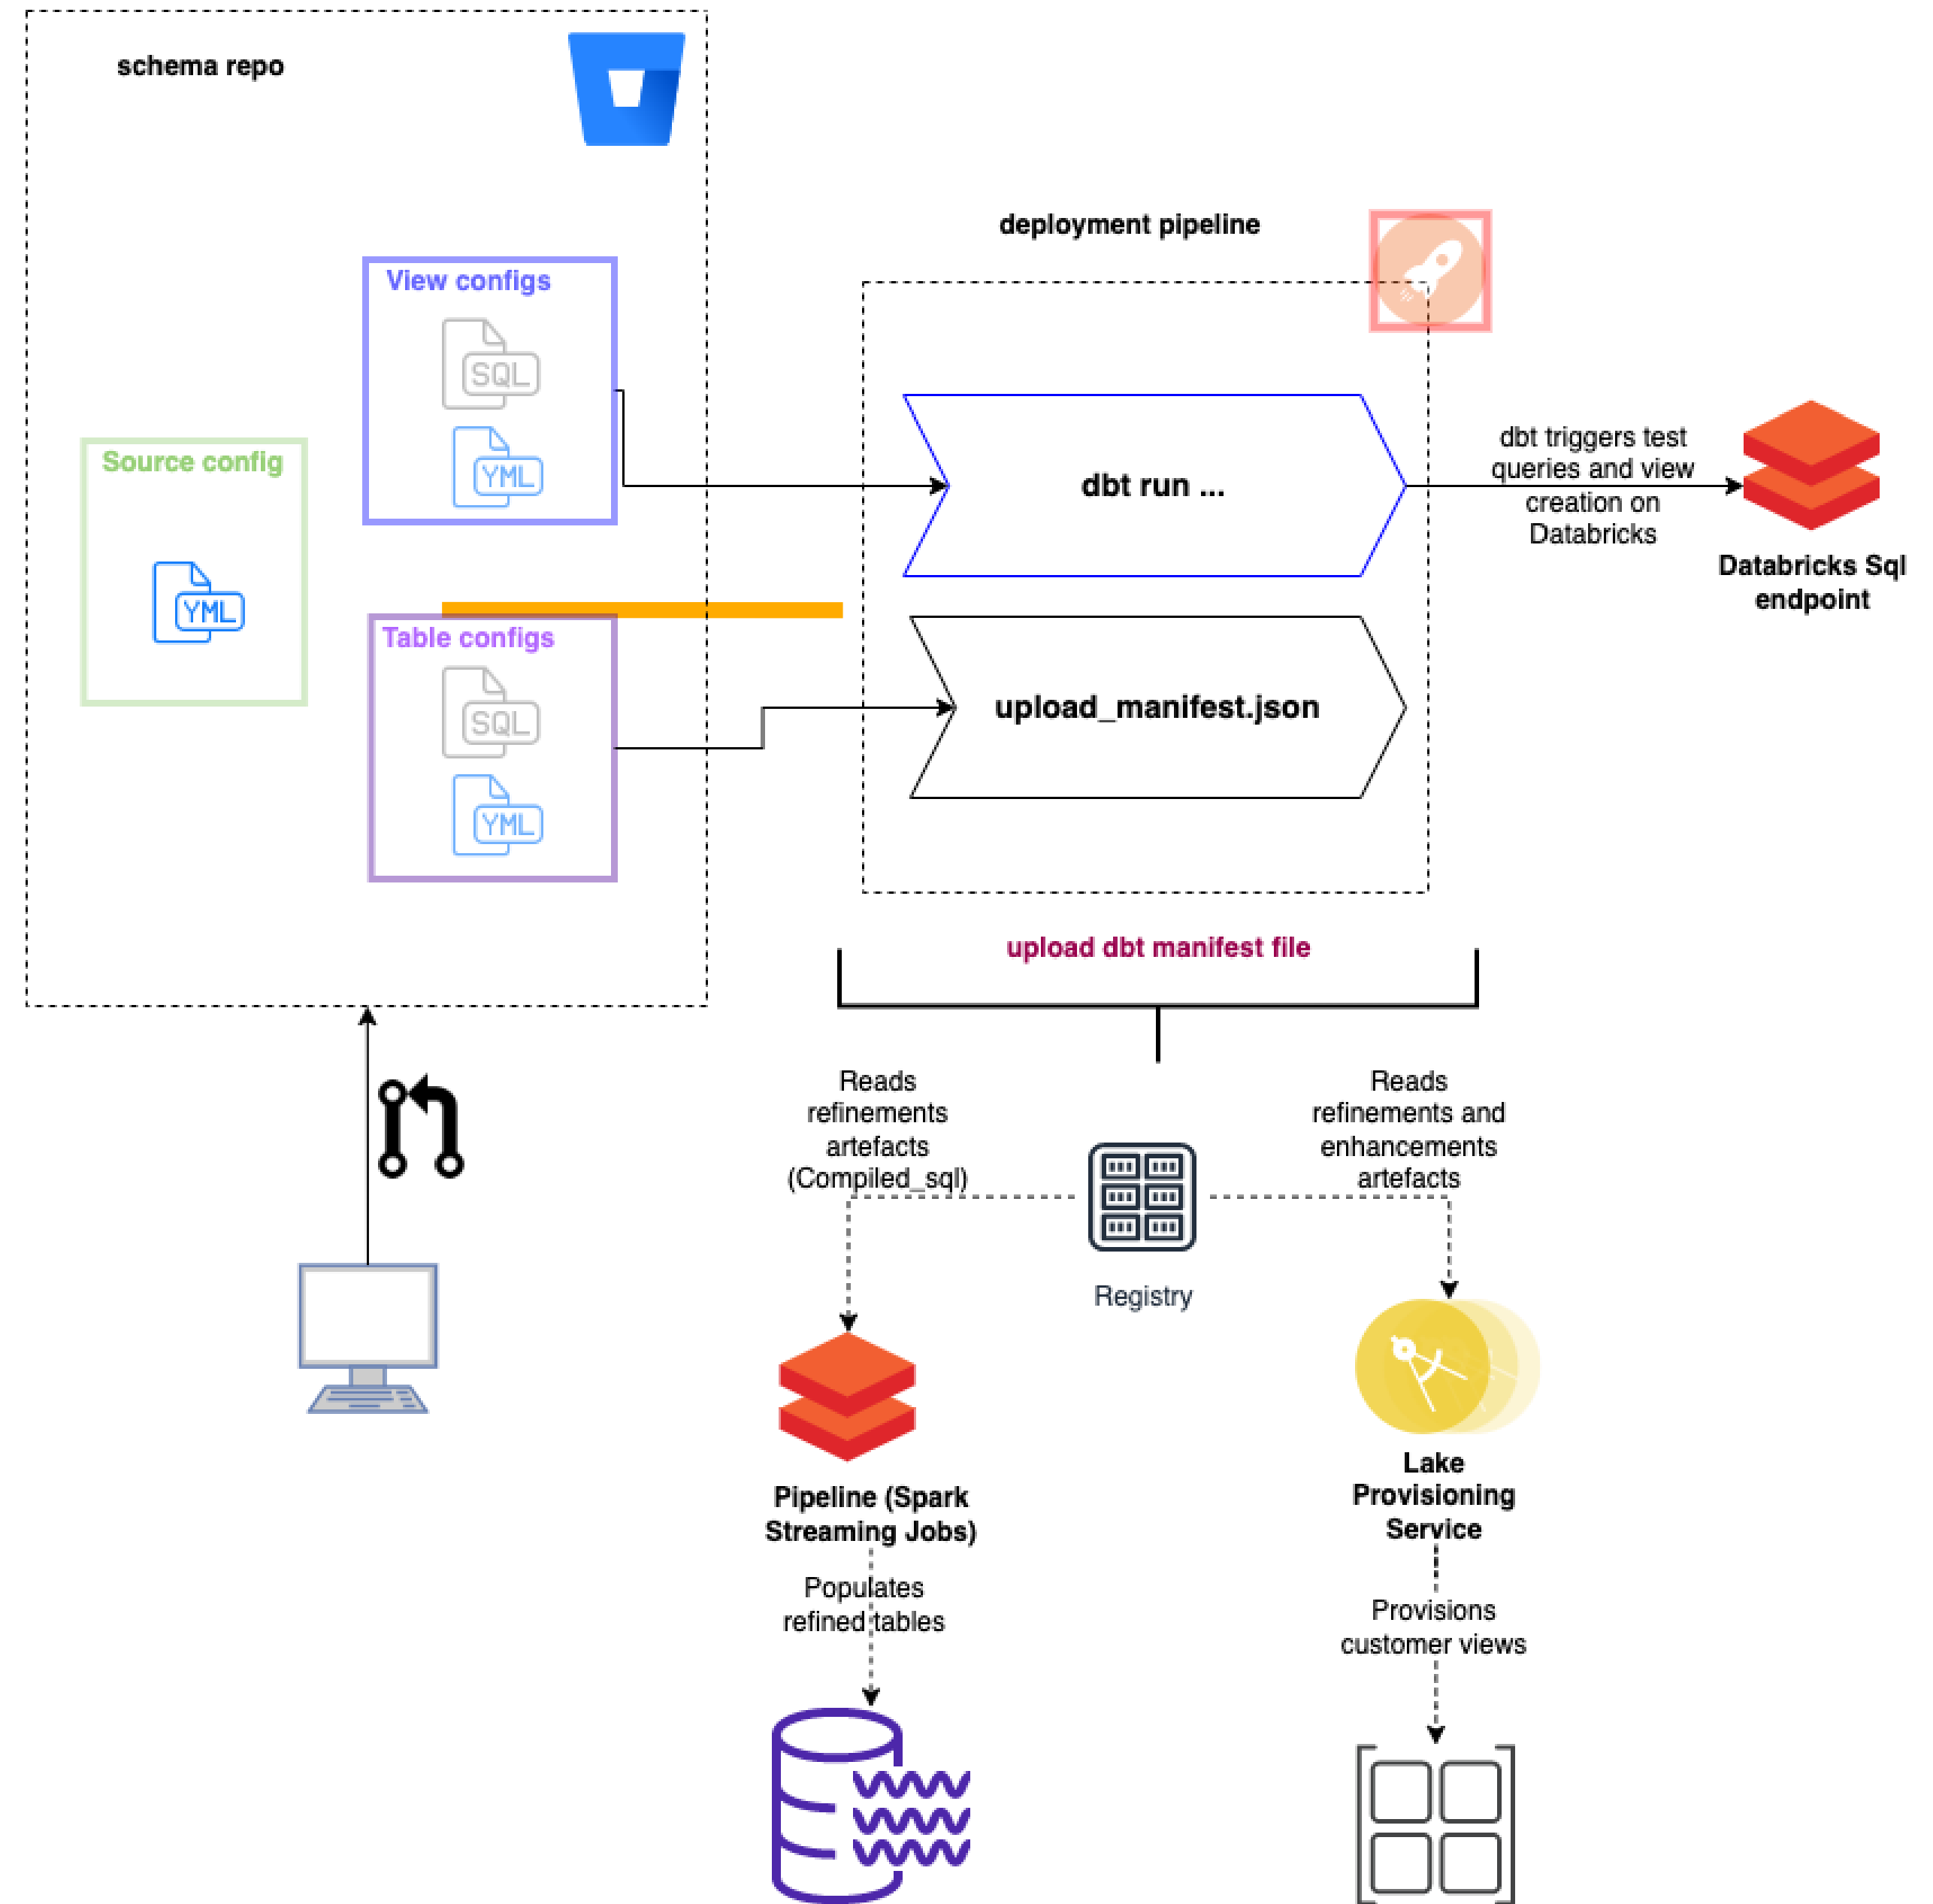 schema repo
deployment pipeline
View configs
SQL
YML
Source config
YML
dbt run ...
dbt triggers test
queries and view
creation on
Databricks
Databricks Sql
endpoint
Table configs
SQL
YML
upload_manifest.json
upload dbt manifest file
Reads
refinements
artefacts
(Compiled_sql)
Reads
refinements and
enhancements
artefacts
Registry
Pipeline (Spark
Streaming Jobs)
Lake
Provisioning
Service
Populates
refined tables
Provisions
customer views